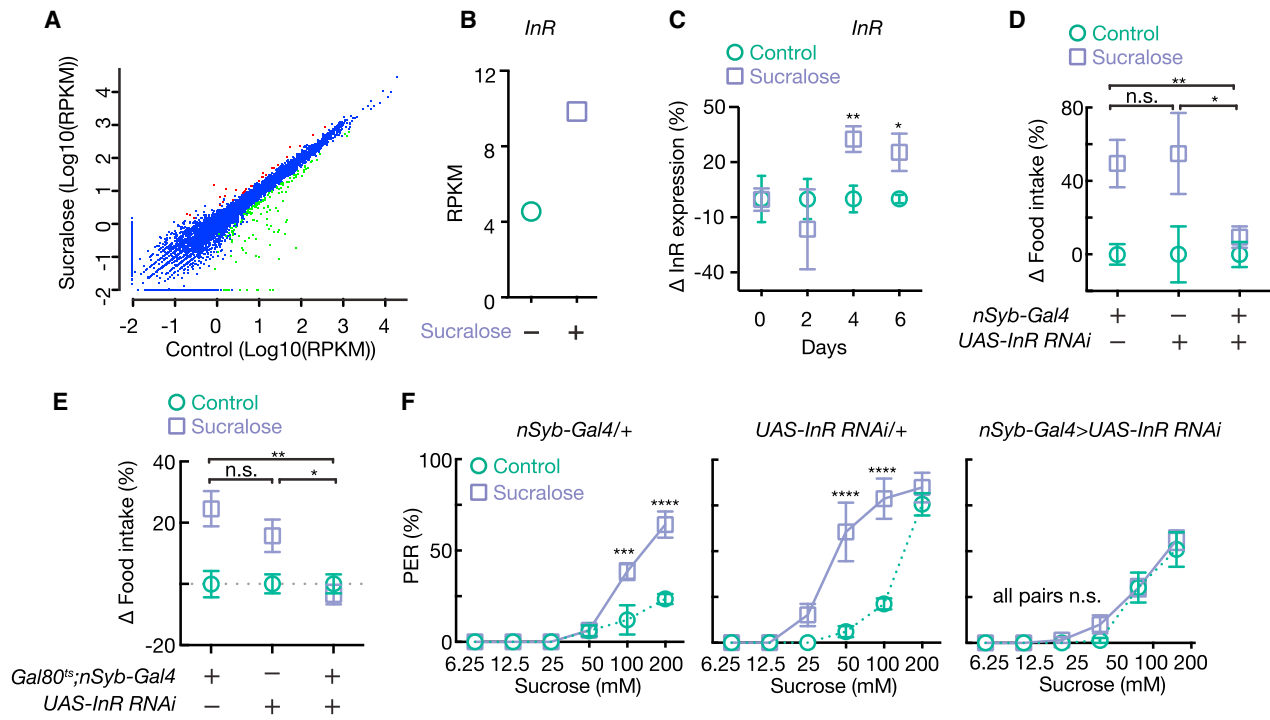 A
Sucralose (Log10(RPKM))
4
3
2
1
0
-1
-2
-2 -1 0 1 2 3 4
Control (Log10(RPKM))
B
InR
RPKM
12
8
4
0
Sucralose − +
C
InR
Control
Sucralose
Δ InR expression (%)
50
20
-10
-40
** *
0 2 4 6
Days
D
Control
Sucralose
Δ Food intake (%)
80
40
0
**
n.s. *
nSyb-Gal4 + − +
UAS-InR RNAi − + +
E
Control
Sucralose
Δ Food intake (%)
40
20
-20
**
n.s. *
Gal80ts;nSyb-Gal4 + − +
UAS-InR RNAi − + +
F
nSyb-Gal4/+
Control
Sucralose
PER (%)
100
50
0
*** ****
6.25 12.5 25 50 100 200
Sucrose (mM)
UAS-InR RNAi/+
**** ****
6.25 12.5 25 50 100 200
Sucrose (mM)
nSyb-Gal4>UAS-InR RNAi
all pairs n.s.
6.25 12.5 25 50 100 200
Sucrose (mM)